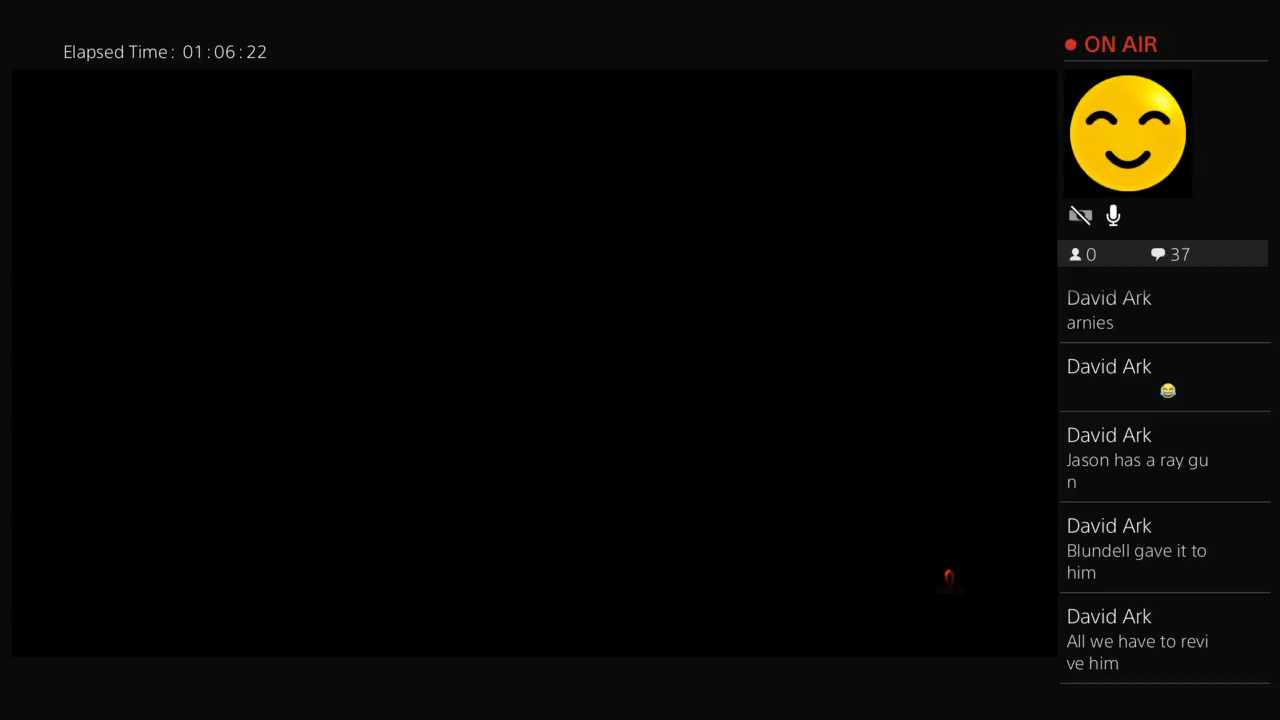 Elapsed Time: 01:06:22
ON AIR
0 37
David Ark
arnies
David Ark
😂
David Ark
Jason has a ray gu
n
David Ark
Blundell gave it to
him
David Ark
All we have to revi
ve him